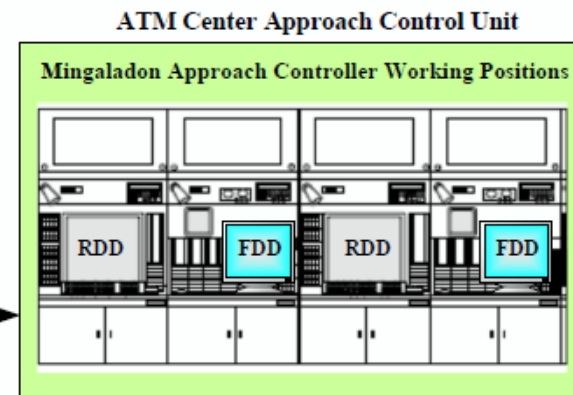 ATM Center Approach Control Unit
Mingaladon Approach Controller Working Positions
RDD FDD RDD FDD